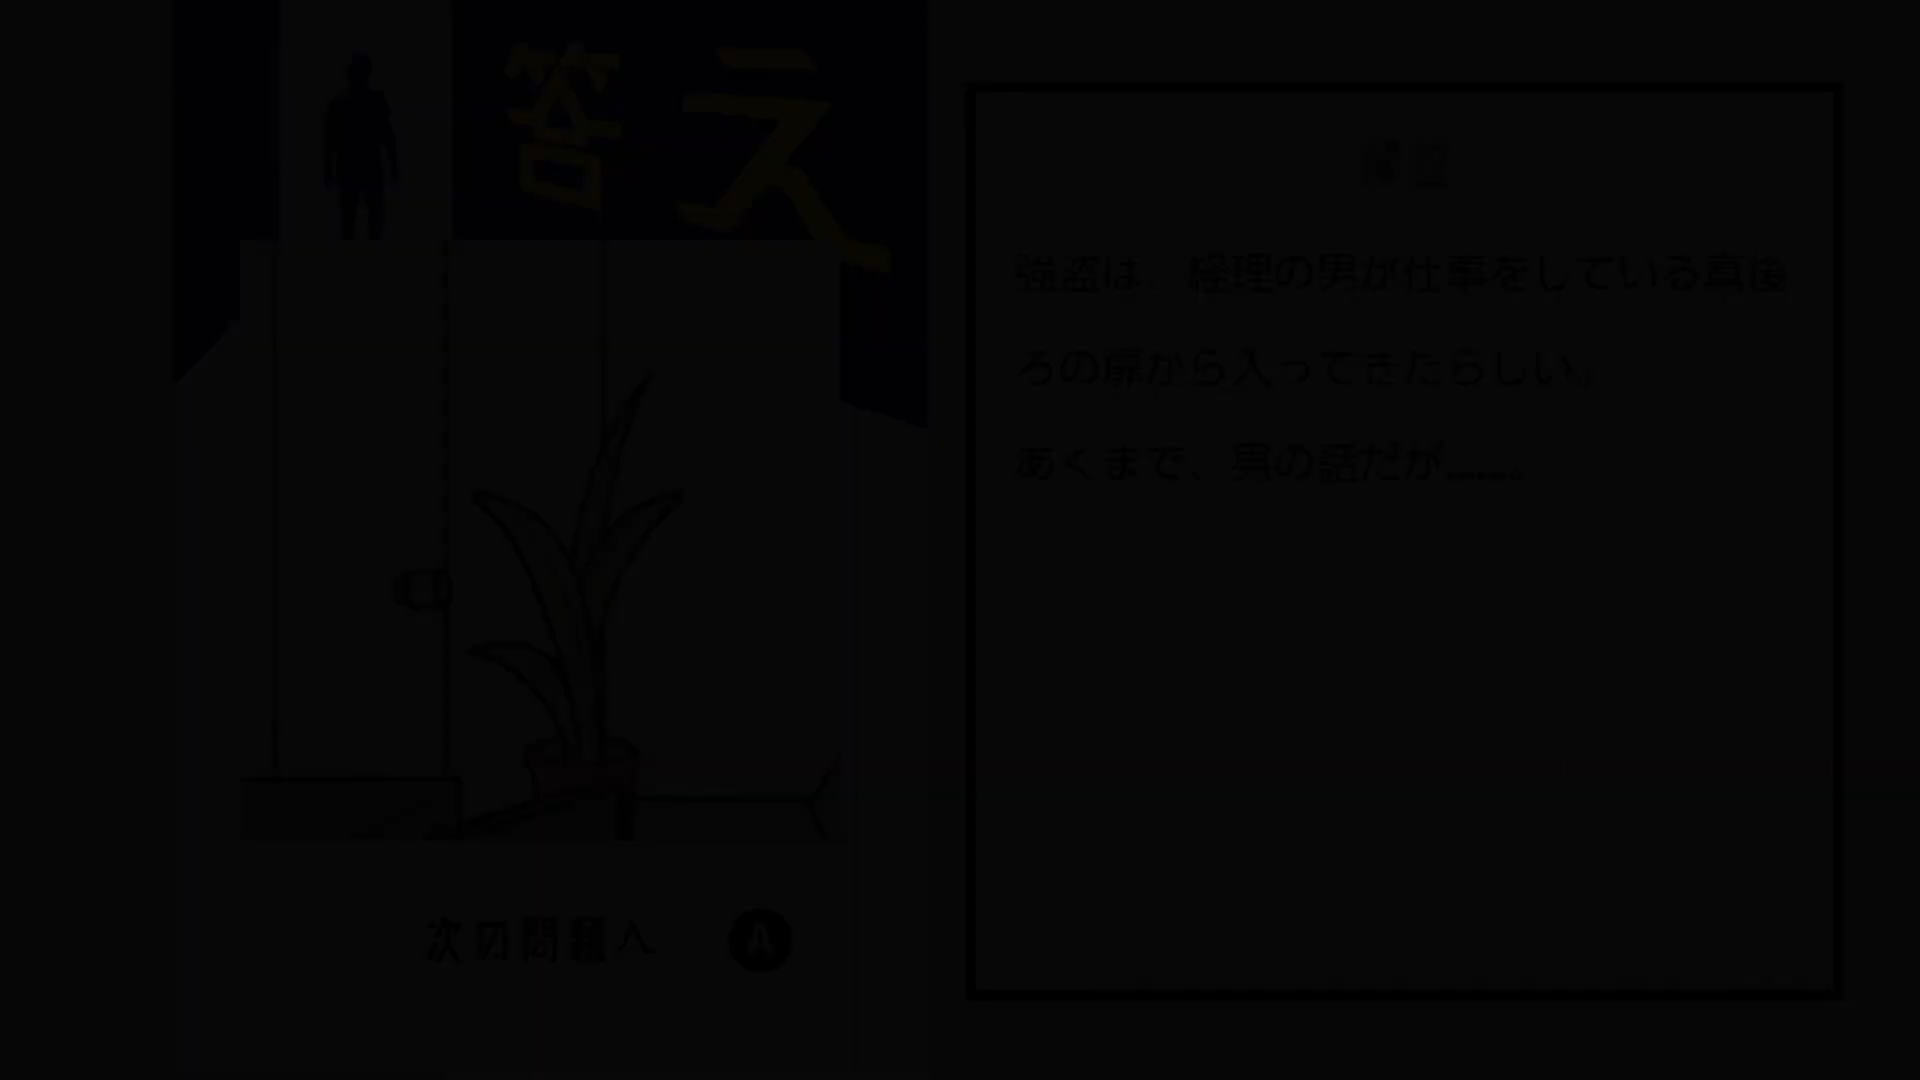 答え
解説
強盗は、経理の男が仕事をしている真後
ろの扉から入ってきたらしい。
あくまで、男の話だが……。
次の問題へ A